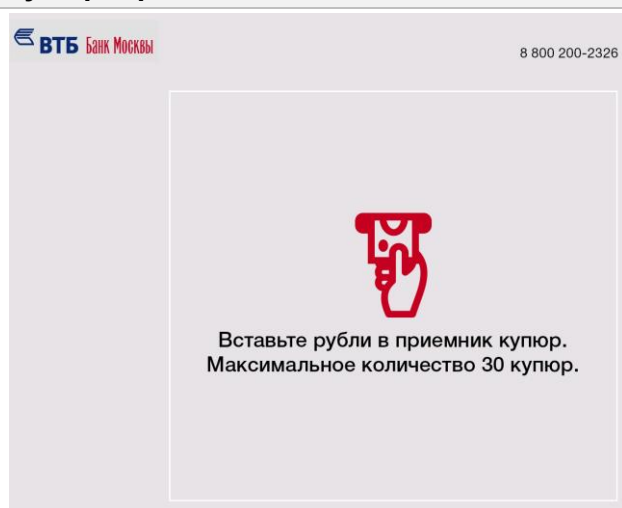 ВТБ Банк Москвы
8 800 200-2326
Вставьте рубли в приемник купюр.
Максимальное количество 30 купюр.